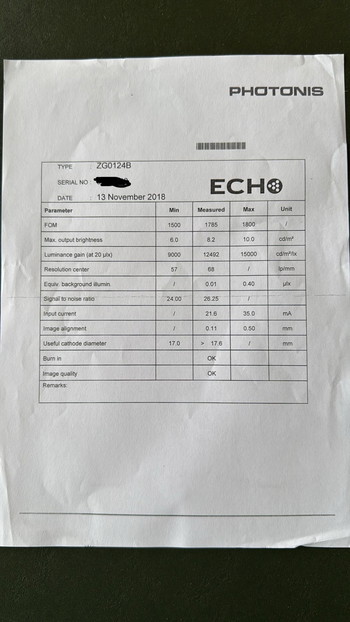 PHOTONIS
TYPE ZG0124B
SERIAL NO
ECHO
DATE 13 November 2018
Parameter Min Measured Max Unit
FOM 1500 1785 1800 /
Max. output brightness 6.0 8.2 10.0 cd/m²
Luminance gain (at 20 µlx) 9000 12492 15000 cd/m²/lx
Resolution center 57 68 / lp/mm
Equiv. background illumin. / 0.01 0.40 µlx
Signal to noise ratio 24.00 26.25 /
Input current / 21.6 35.0 mA
Image alignment / 0.11 0.50 mm
Useful cathode diameter 17.0 > 17.6 / mm
Burn in OK
Image quality OK
Remarks: